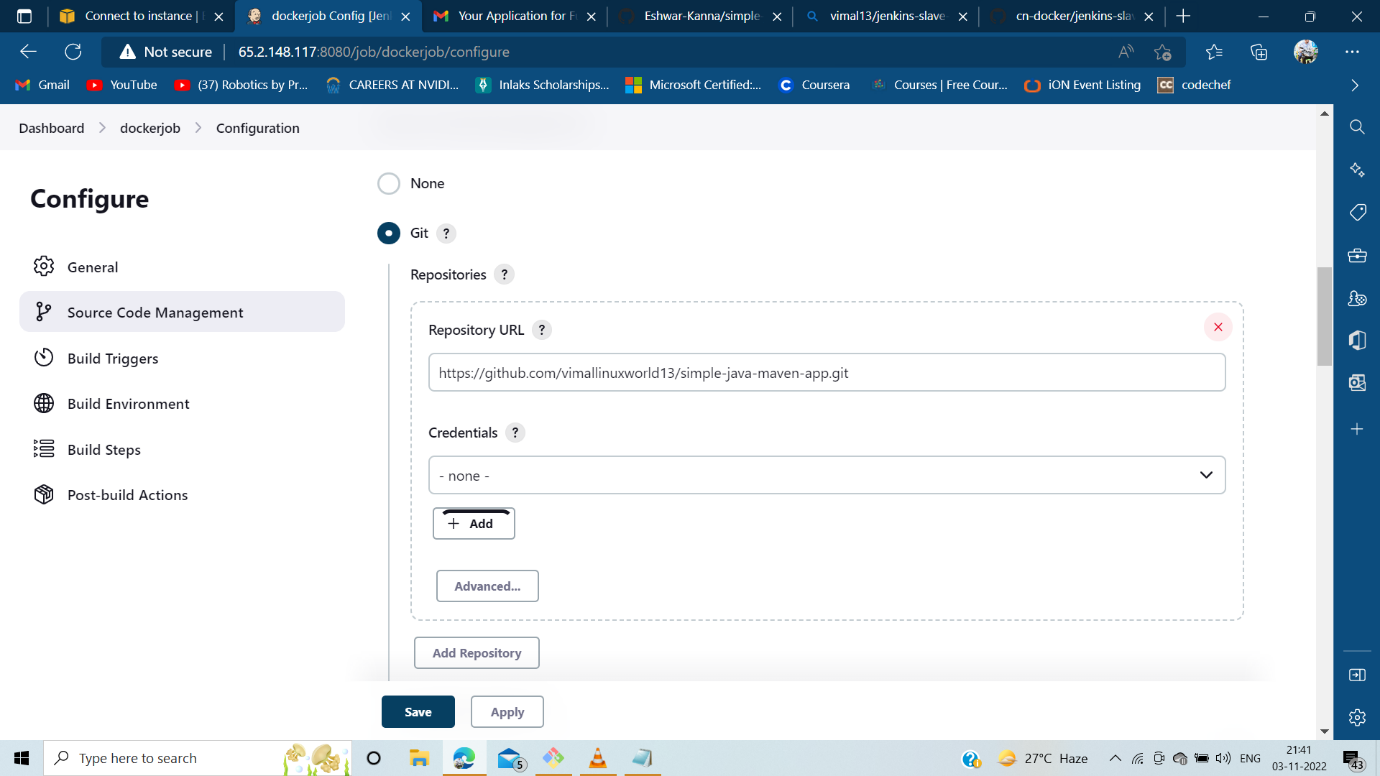 Connect to instance |
dockerjob Config [Jen
Your Application for F
Eshwar-Kanna/simple
vimal13/jenkins-slave
cn-docker/jenkins-sla
Not secure
65.2.148.117:8080/job/dockerjob/configure
Gmail
YouTube
(37) Robotics by Pr...
CAREERS AT NVIDI...
Inlaks Scholarships...
Microsoft Certified:...
Coursera
Courses | Free Cour...
iON Event Listing
CC codechef
Dashboard
dockerjob
Configuration
Configure
General
Source Code Management
Build Triggers
Build Environment
Build Steps
Post-build Actions
None
Git ?
Repositories ?
Repository URL ?
https://github.com/vimallinuxworld13/simple-java-maven-app.git
Credentials ?
- none -
+ Add
Advanced...
Add Repository
Save
Apply
Type here to search
5
27°C Haze
ENG
21:41
03-11-2022
43